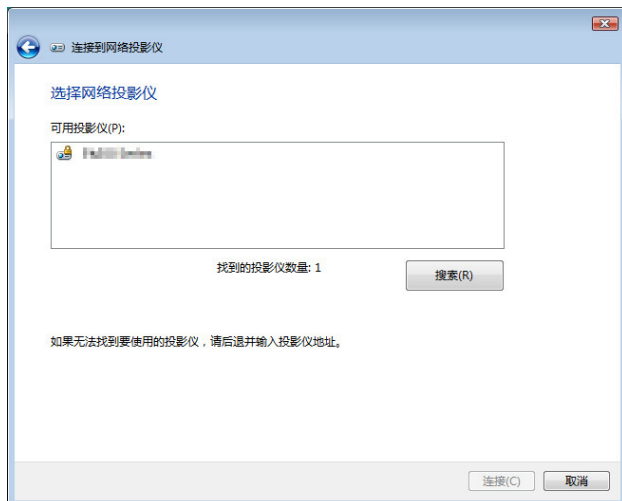 连接到网络投影仪
选择网络投影仪
可用投影仪(P):
找到的投影仪数量: 1
搜索(R)
如果无法找到要使用的投影仪，请后退并输入投影仪地址。
连接(C)
取消